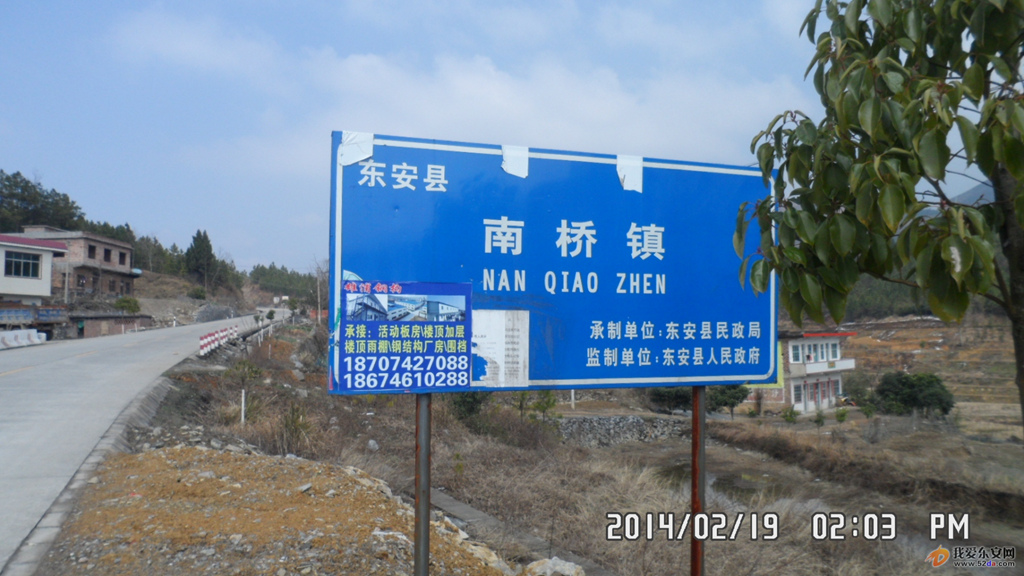 东安县
南桥镇
NAN QIAO ZHEN
承制单位:东安县民政局
监制单位:东安县人民政府
承接：活动板房\楼顶加层
楼顶雨棚\钢结构厂房\围档
18707427088
18674610288
2014/02/19 02:03 PM
我爱东安网
www.52da.com